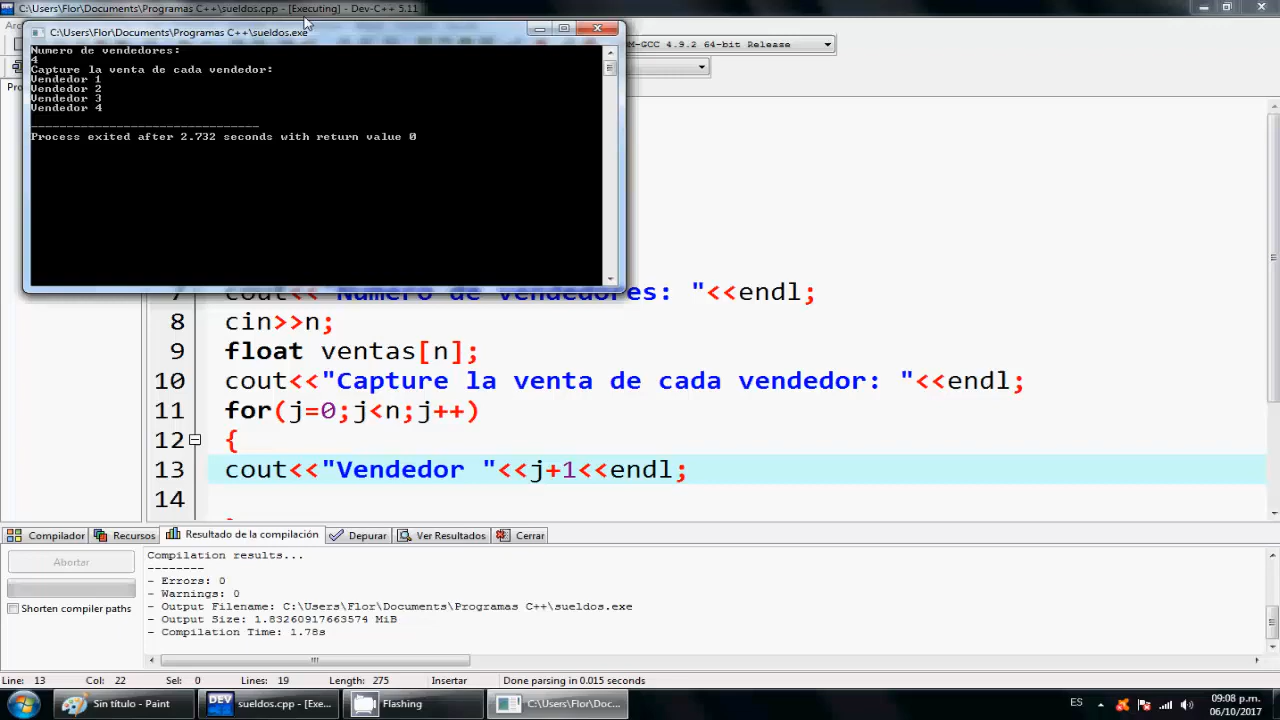 C:\Users\Flor\Documents\Programas C++\sueldos.cpp - [Executing] - Dev-C++ 5.11
C:\Users\Flor\Documents\Programas C++\sueldos.exe
M-GCC 4.9.2 64-bit Release
Numero de vendedores:
4
Capture la venta de cada vendedor:
Vendedor 1
Vendedor 2
Vendedor 3
Vendedor 4
--------------------------------
Process exited after 2.732 seconds with return value 0
7 cout<<"Numero de vendedores: "<<endl;
8 cin>>n;
9 float ventas[n];
10 cout<<"Capture la venta de cada vendedor: "<<endl;
11 for(j=0;j<n;j++)
12 {
13 cout<<"Vendedor "<<j+1<<endl;
14
Compilador Recursos Resultado de la compilación Depurar Ver Resultados Cerrar
Abortar
Shorten compiler paths
Compilation results...
--------
- Errors: 0
- Warnings: 0
- Output Filename: C:\Users\Flor\Documents\Programas C++\sueldos.exe
- Output Size: 1.83260917663574 MiB
- Compilation Time: 1.78s
Line: 13 Col: 22 Sel: 0 Lines: 19 Length: 275 Insertar Done parsing in 0.015 seconds
Sin título - Paint
DEV
sueldos.cpp - [Exe...
Flashing
C:\Users\Flor\Doc...
ES
09:08 p.m.
06/10/2017